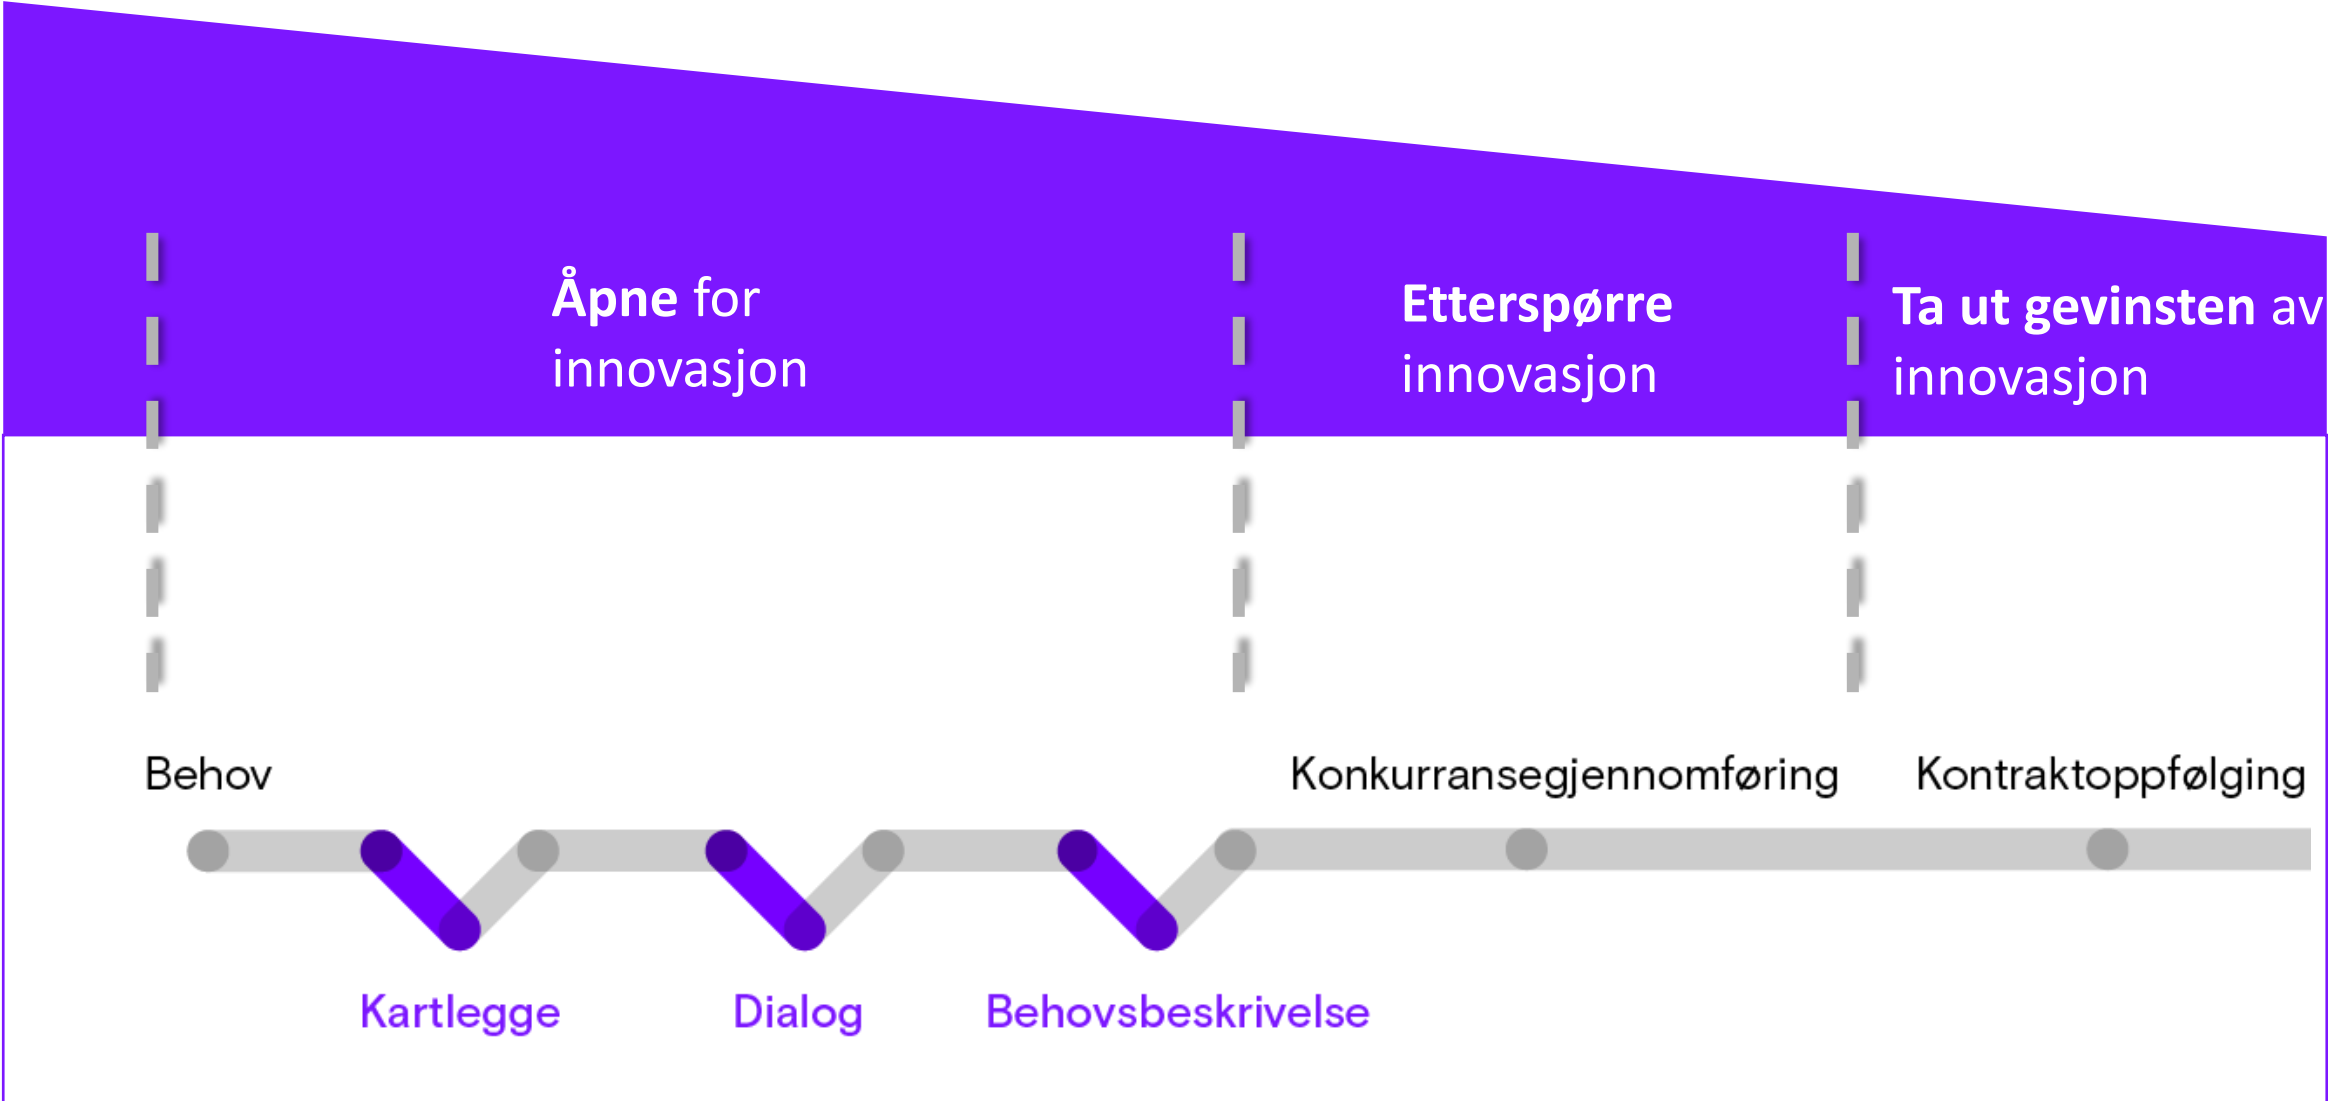 Åpne for
innovasjon
Etterspørre
innovasjon
Ta ut gevinsten av
innovasjon
Behov
Konkurransegjennomføring
Kontraktoppfølging
Kartlegge
Dialog
Behovsbeskrivelse